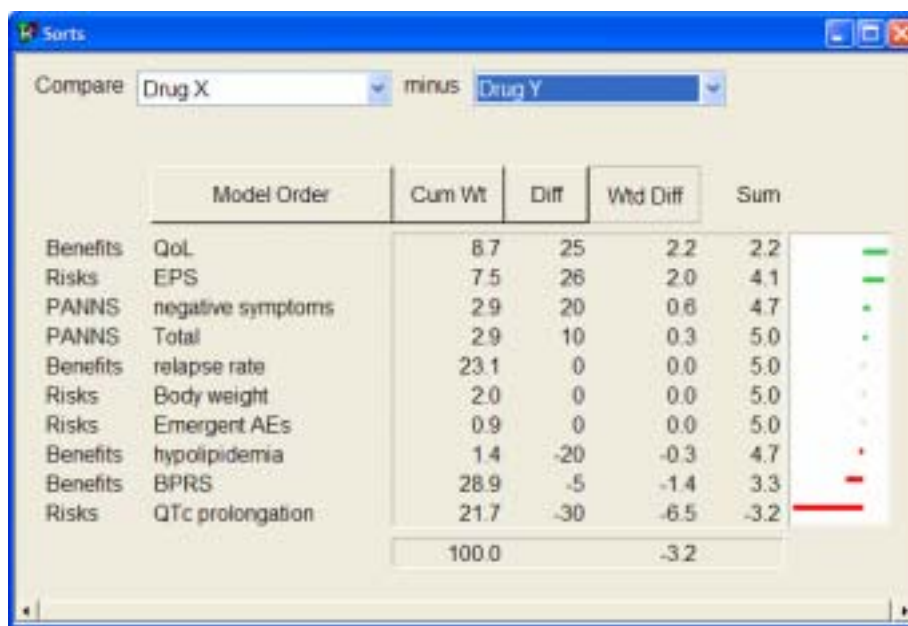 Sorts
Compare Drug X minus Drug Y
Model Order Cum Wt Diff Wtd Diff Sum
Benefits QoL 8.7 25 2.2 2.2
Risks EPS 7.5 26 2.0 4.1
PANNS negative symptoms 2.9 20 0.6 4.7
PANNS Total 2.9 10 0.3 5.0
Benefits relapse rate 23.1 0 0.0 5.0
Risks Body weight 2.0 0 0.0 5.0
Risks Emergent AEs 0.9 0 0.0 5.0
Benefits hypolipidemia 1.4 -20 -0.3 4.7
Benefits BPRS 28.9 -5 -1.4 3.3
Risks QTc prolongation 21.7 -30 -6.5 -3.2
100.0 -3.2